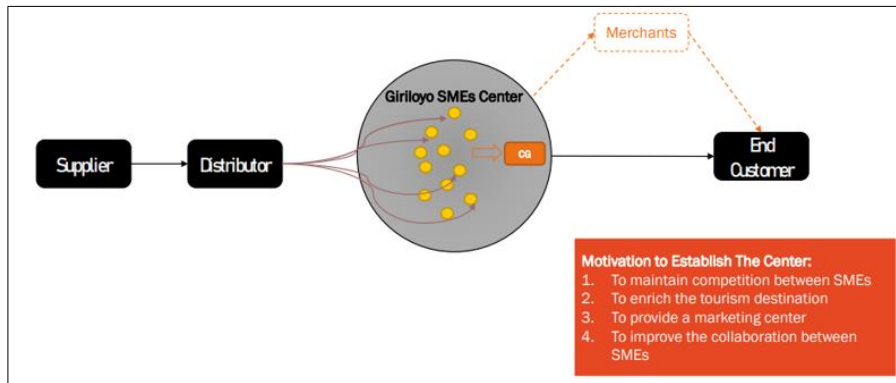 Merchants
Giriloyo SMEs Center
Supplier
Distributor
CG
End
Customer
Motivation to Establish The Center:
1. To maintain competition between SMEs
2. To enrich the tourism destination
3. To provide a marketing center
4. To improve the collaboration between
SMEs